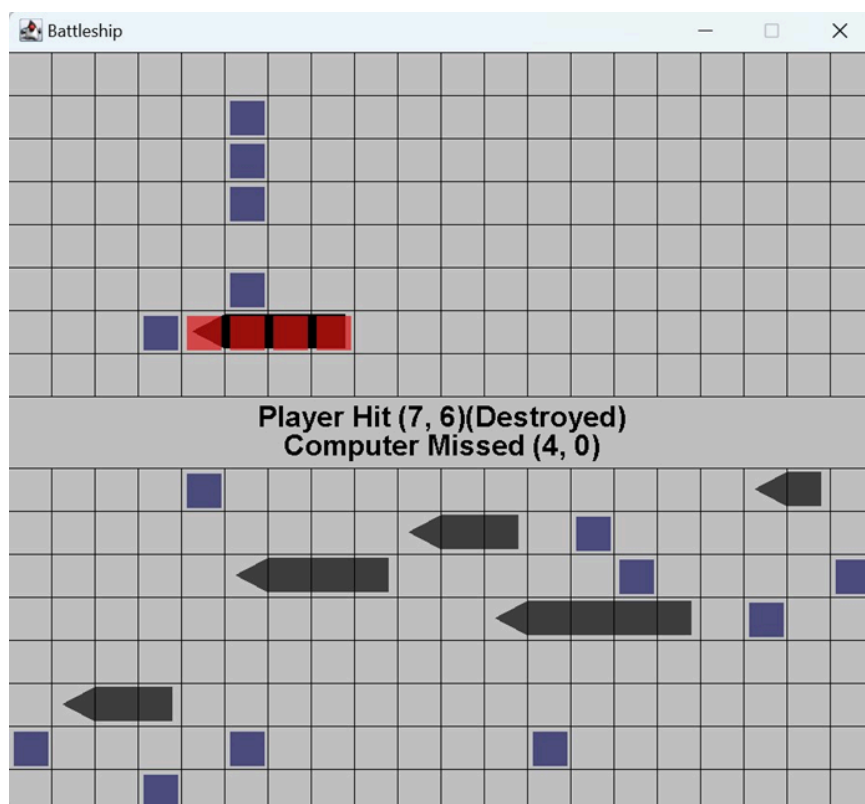 Battleship
Player Hit (7, 6)(Destroyed)
Computer Missed (4, 0)